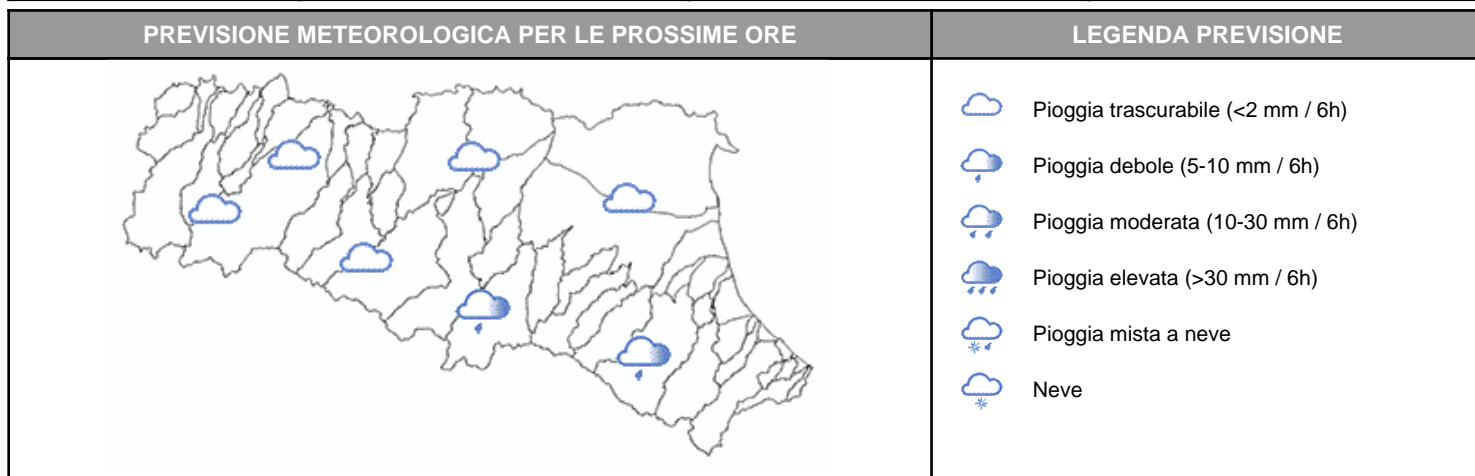 PREVISIONE METEOROLOGICA PER LE PROSSIME ORE
LEGENDA PREVISIONE
Pioggia trascurabile (<2 mm / 6h)
Pioggia debole (5-10 mm / 6h)
Pioggia moderata (10-30 mm / 6h)
Pioggia elevata (>30 mm / 6h)
Pioggia mista a neve
Neve